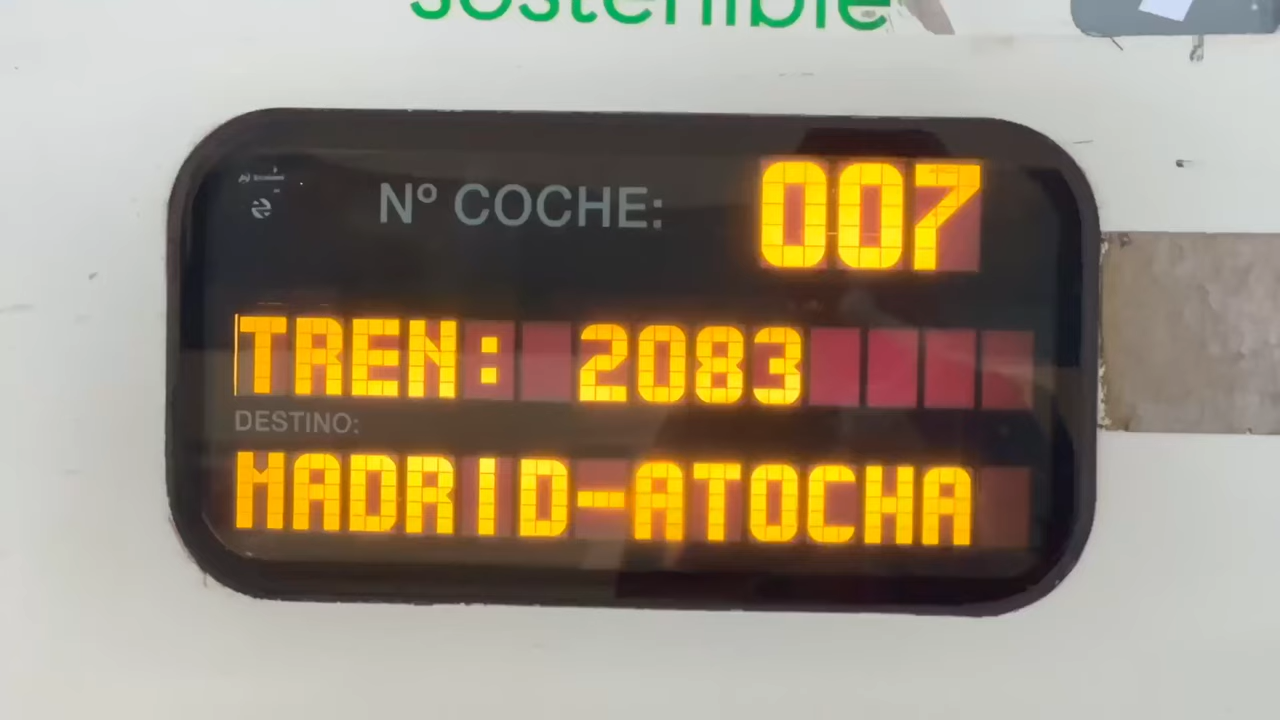 sostenible
Nº COCHE: 007
TREN: 2083
DESTINO:
MADRID-ATOCHA